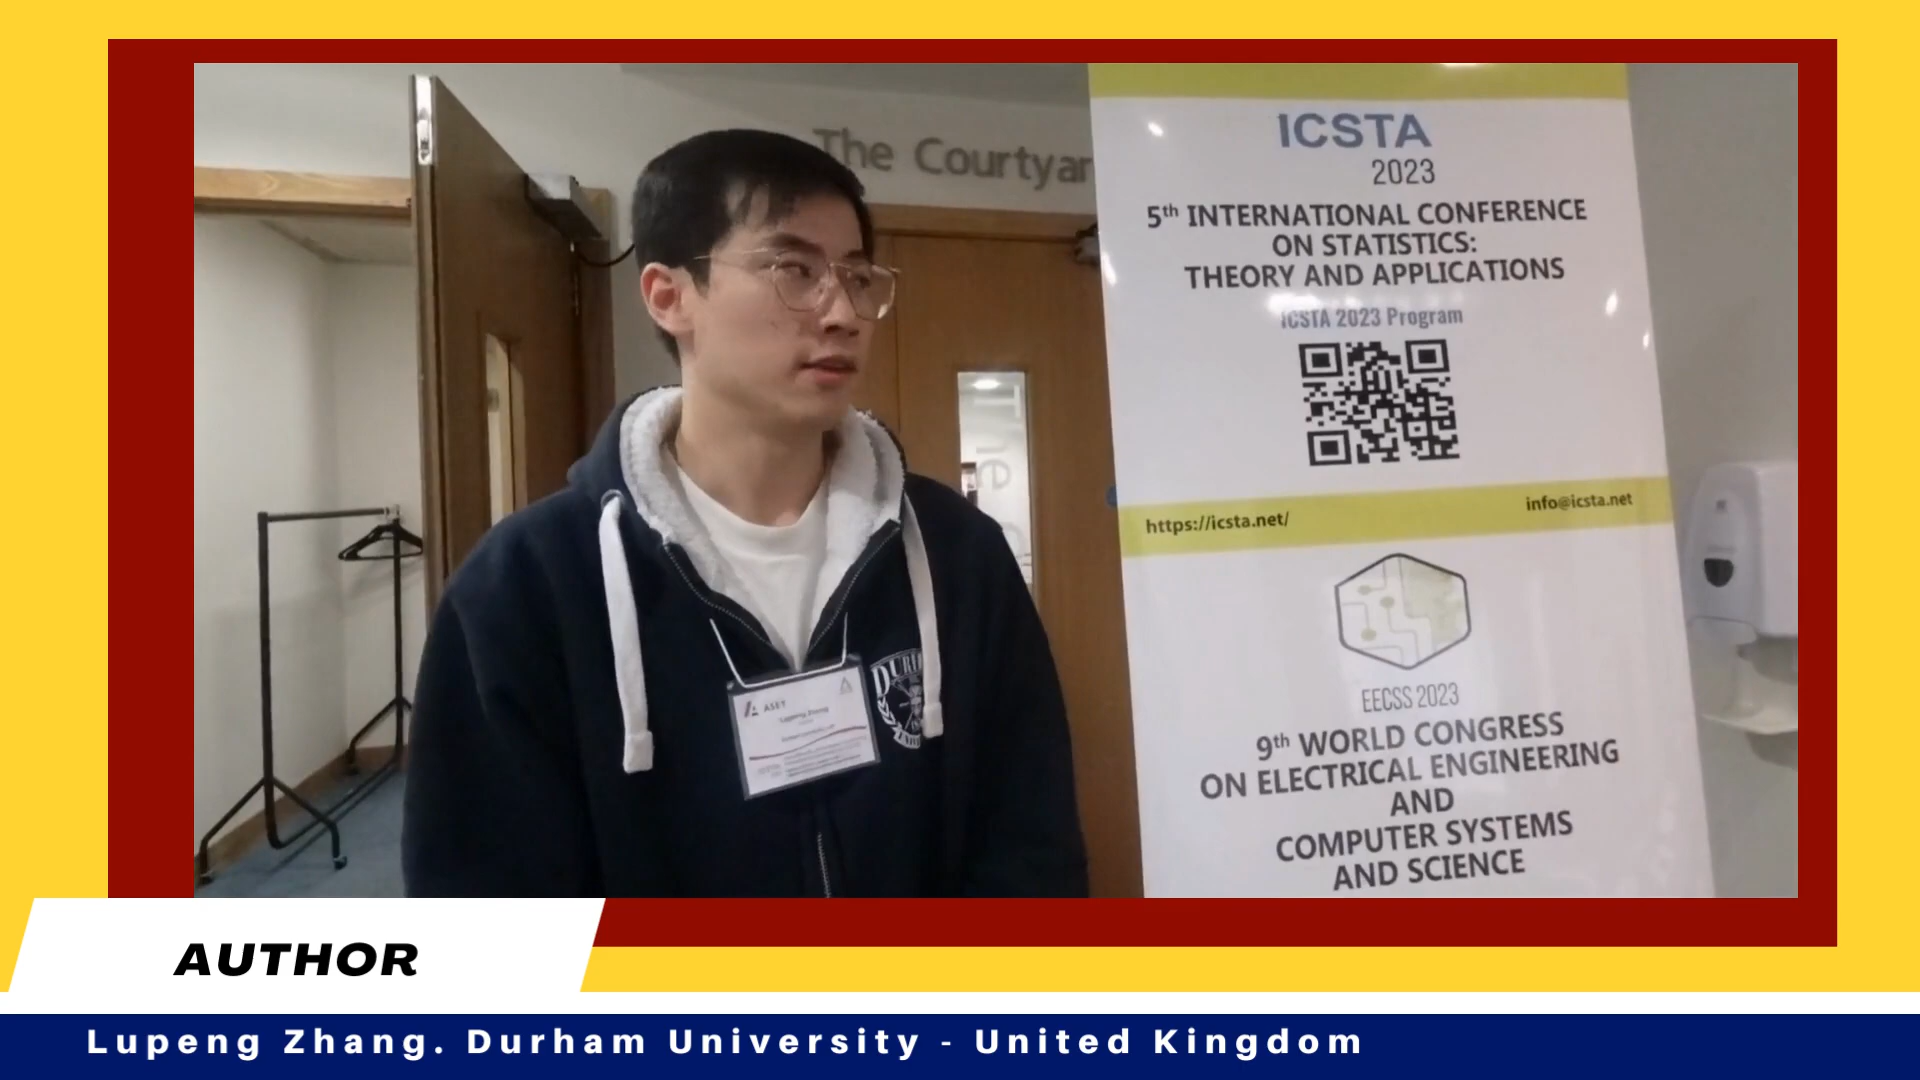 The Courtyar
ICSTA
2023
5th INTERNATIONAL CONFERENCE
ON STATISTICS:
THEORY AND APPLICATIONS
ICSTA 2023 Program
https://icsta.net/
info@icsta.net
EECSS 2023
9th WORLD CONGRESS
ON ELECTRICAL ENGINEERING
AND
COMPUTER SYSTEMS
AND SCIENCE
ASET
Lupeng Zhang
AUTHOR
Lupeng Zhang. Durham University - United Kingdom